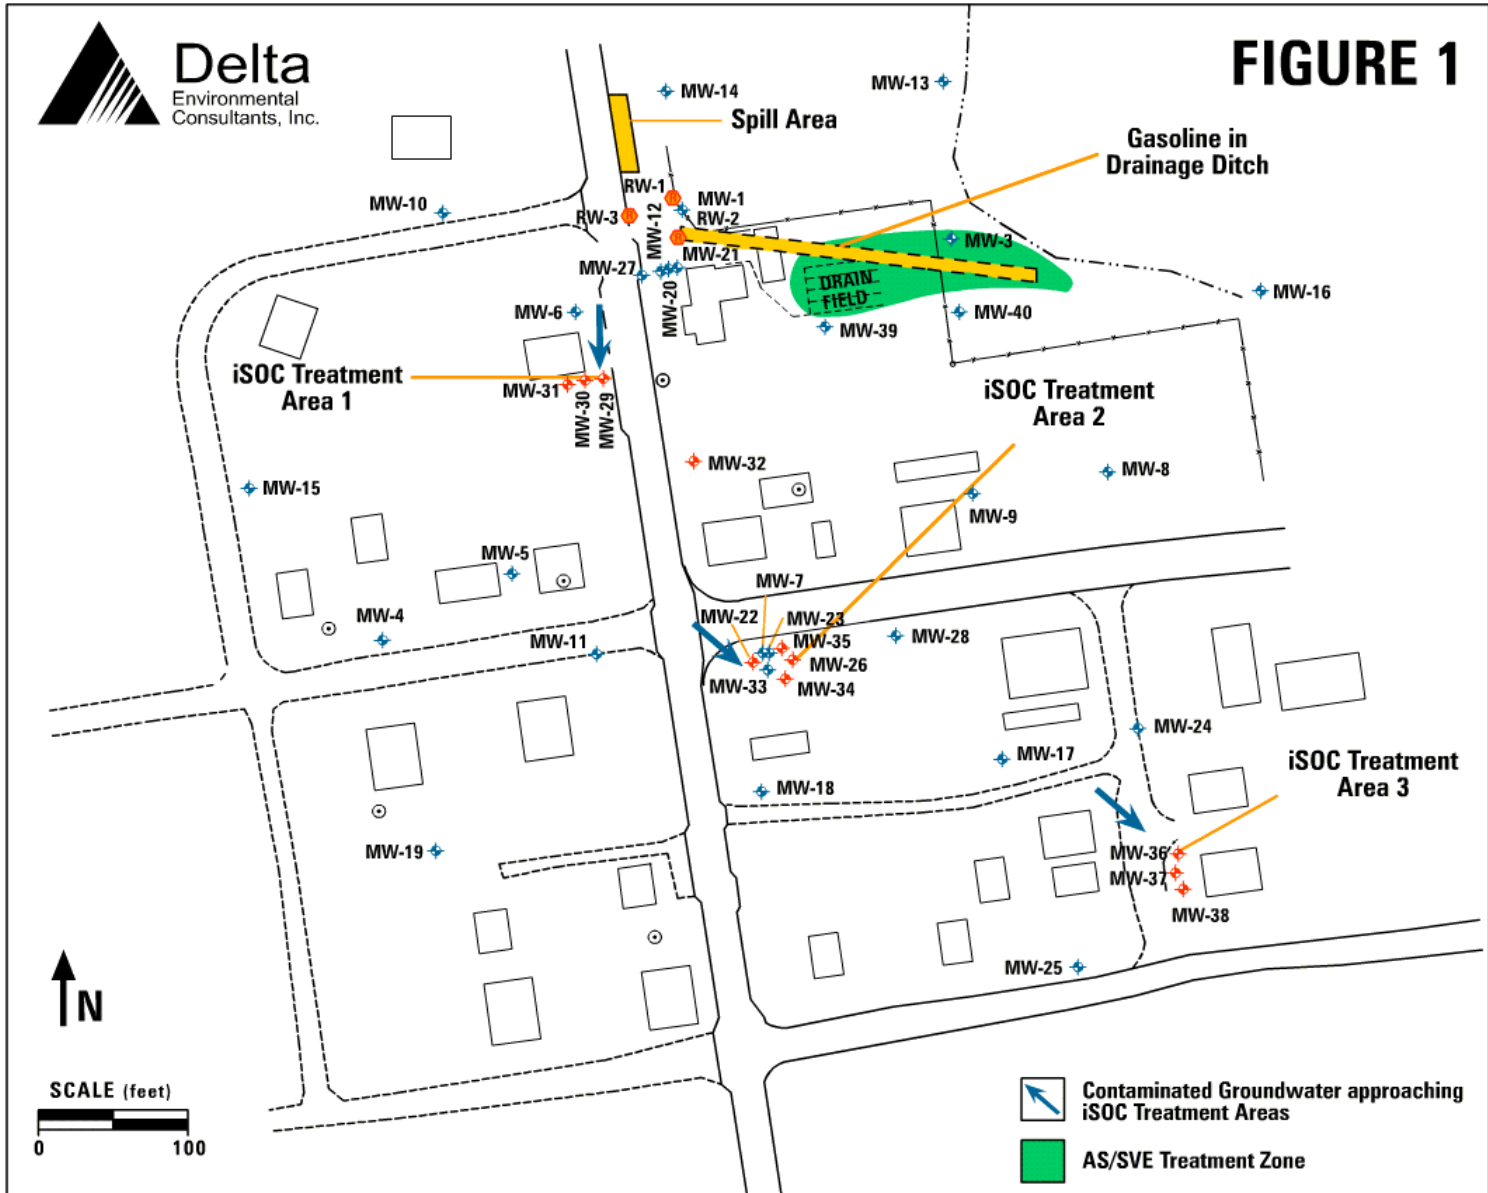 Delta
Environmental
Consultants, Inc.
FIGURE 1
MW-14
MW-13
Spill Area
Gasoline in
Drainage Ditch
RW-1
MW-1
MW-10
RW-3
MW-12
RW-2
MW-3
MW-21
MW-27
MW-20
DRAIN
FIELD
MW-16
MW-6
MW-39
MW-40
iSOC Treatment
Area 1
MW-31
MW-30
MW-29
iSOC Treatment
Area 2
MW-32
MW-8
MW-15
MW-9
MW-5
MW-7
MW-22
MW-23
MW-4
MW-11
MW-35
MW-28
MW-26
MW-33
MW-34
MW-24
MW-17
iSOC Treatment
Area 3
MW-18
MW-19
MW-36
MW-37
MW-38
MW-25
N
SCALE (feet)
0
100
Contaminated Groundwater approaching
iSOC Treatment Areas
AS/SVE Treatment Zone